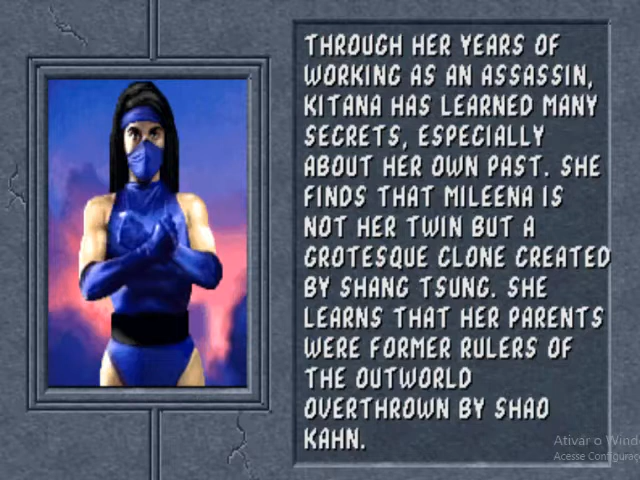 THROUGH HER YEARS OF
WORKING AS AN ASSASSIN,
KITANA HAS LEARNED MANY
SECRETS, ESPECIALLY
ABOUT HER OWN PAST. SHE
FINDS THAT MILEENA IS
NOT HER TWIN BUT A
GROTESQUE CLONE CREATED
BY SHANG TSUNG. SHE
LEARNS THAT HER PARENTS
WERE FORMER RULERS OF
THE OUTWORLD
OVERTHROWN BY SHAO
KAHN.
Ativar o Wind
Acesse Configuraç